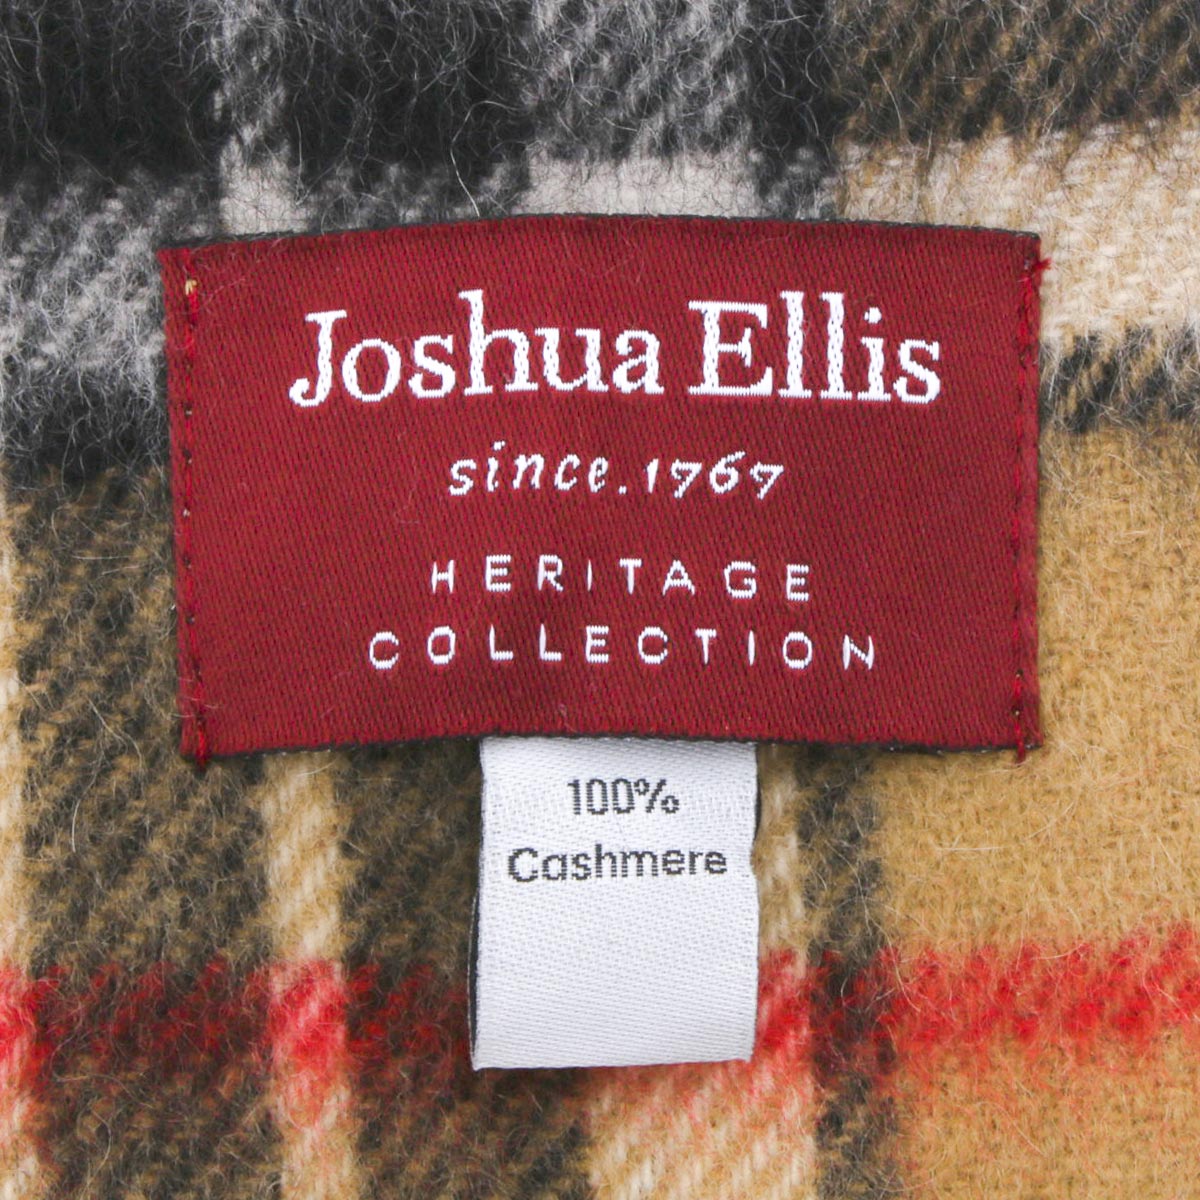 Joshua Ellis
since.1767
HERITAGE
COLLECTION
100%
Cashmere